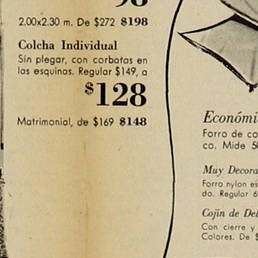 98
2.00x2.30 m. De $272 $198
Colcha Individual
Sín plegar, con corbatas en
las esquinas. Regular $149, a
$128
Matrimonial, de $169 $148
Económi
Forro de co
co. Mide 5
Muy Decora
Forro nylon es
do. Regular 6
Cojín de Del
Con cierre y
Colores. De $